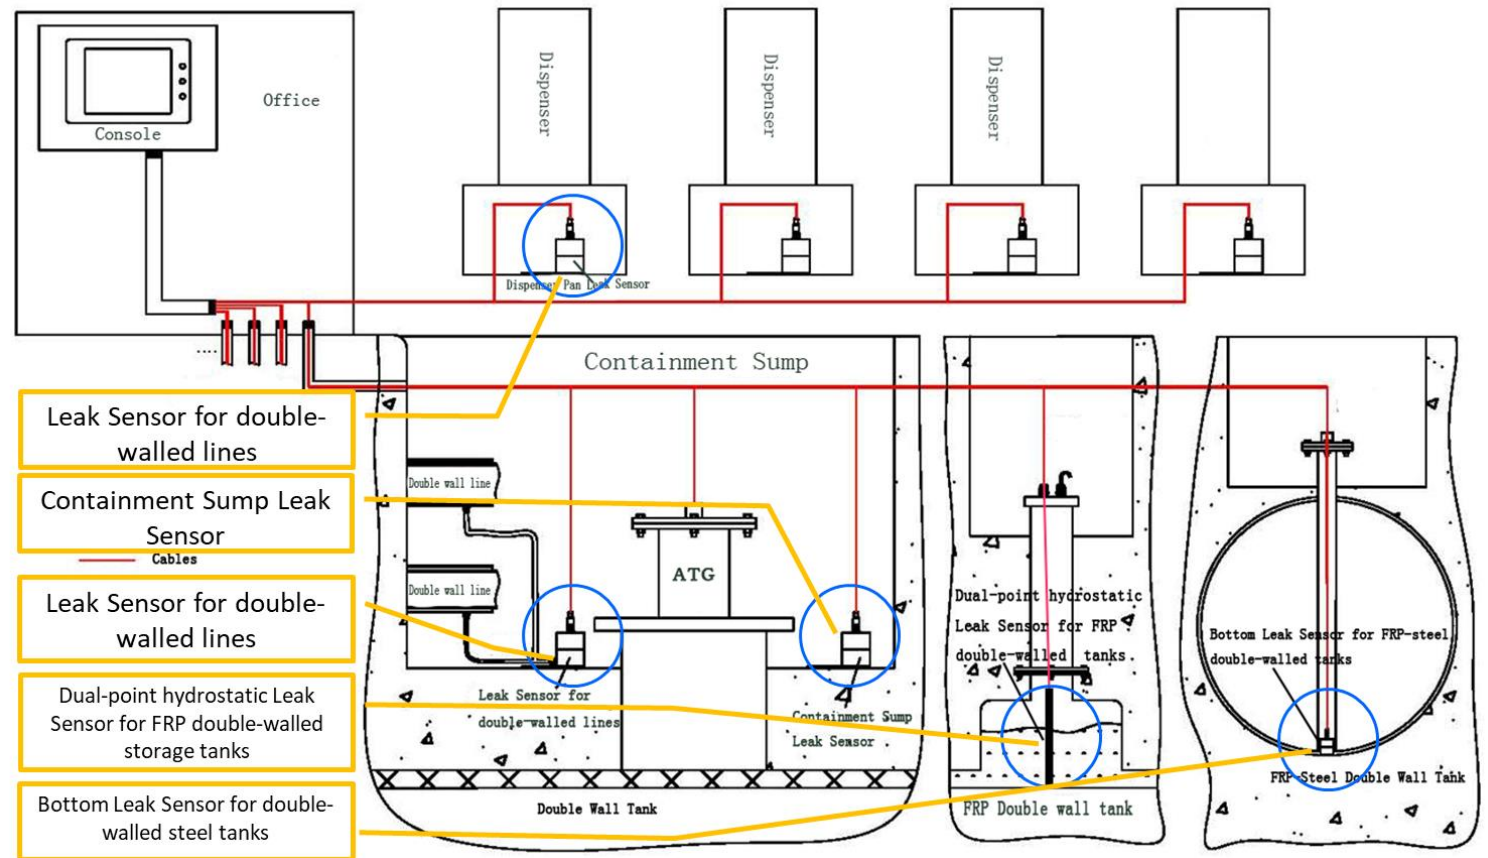 Console
Office
Dispenser
Dispenser
Dispenser
Dispenser Pan Leak Sensor
....
Containment Sump
Leak Sensor for double-
walled lines
Containment Sump Leak
Sensor
Cables
Leak Sensor for double-
walled lines
Dual-point hydrostatic Leak
Sensor for FRP double-walled
storage tanks
Bottom Leak Sensor for double-
walled steel tanks
Double wall line
Double wall line
ATG
Leak Sensor for
double-walled lines
Containment Sump
Leak Sensor
Double Wall Tank
Dual-point hydrostatic
Leak Sensor for FRP
double-walled tanks
FRP Double wall tank
Bottom Leak Sensor for FRP-steel
double-walled tanks
FRP-Steel Double Wall Tank